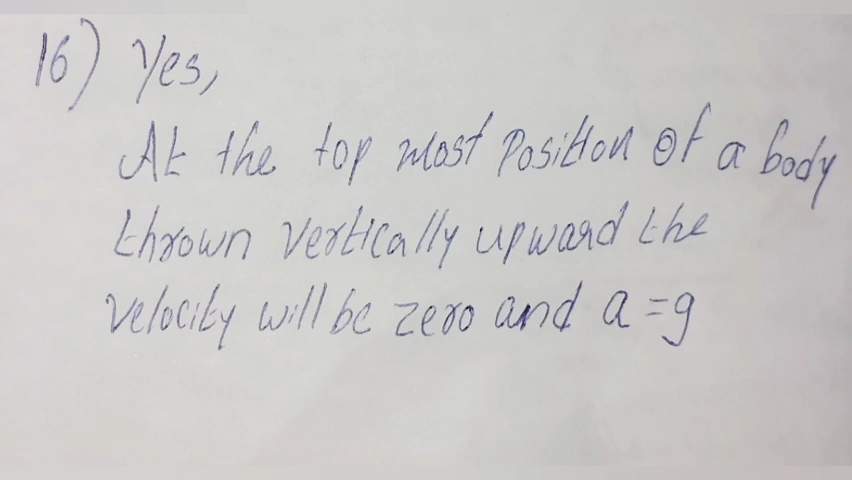 16) Yes,
At the top most position of a body
thrown vertically upward the
velocity will be zero and a = g